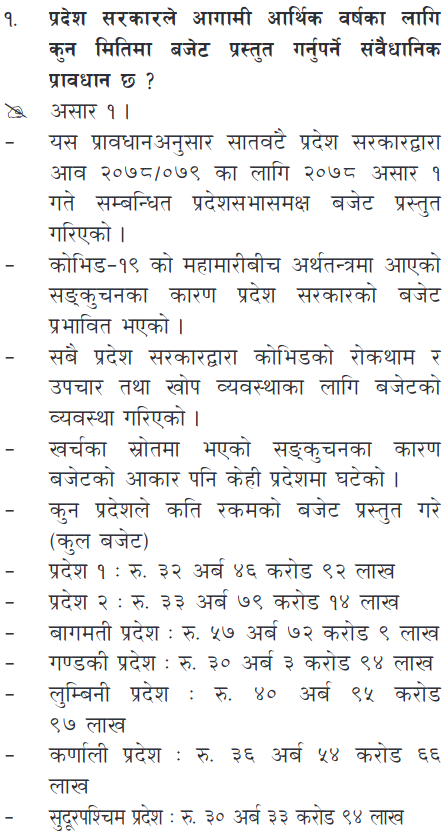 १. प्रदेश सरकारले आगामी आर्थिक वर्षका लागि
कुन मितिमा बजेट प्रस्तुत गर्नुपर्ने संवैधानिक
प्रावधान छ ?
असार १ ।
- यस प्रावधानअनुसार सातवटै प्रदेश सरकारद्वारा
आव २०७८/०७९ का लागि २०७८ असार १
गते सम्बन्धित प्रदेशसभासमक्ष बजेट प्रस्तुत
गरिएको ।
- कोभिड-१९ को महामारीबीच अर्थतन्त्रमा आएको
सङ्कुचनका कारण प्रदेश सरकारको बजेट
प्रभावित भएको ।
- सबै प्रदेश सरकारद्वारा कोभिडको रोकथाम र
उपचार तथा खोप व्यवस्थाका लागि बजेटको
व्यवस्था गरिएको ।
- खर्चका स्रोतमा भएको सङ्कुचनका कारण
बजेटको आकार पनि केही प्रदेशमा घटेको ।
- कुन प्रदेशले कति रकमको बजेट प्रस्तुत गरे
(कुल बजेट)
- प्रदेश १ : रु. ३२ अर्ब ४६ करोड ९२ लाख
- प्रदेश २ : रु. ३३ अर्ब ७९ करोड १४ लाख
- बागमती प्रदेश : रु. ५७ अर्ब ७२ करोड ९ लाख
- गण्डकी प्रदेश : रु. ३० अर्ब ३ करोड ९४ लाख
- लुम्बिनी प्रदेश : रु. ४० अर्ब ९५ करोड
९७ लाख
- कर्णाली प्रदेश : रु. ३६ अर्ब ५४ करोड ६६
लाख
- सुदूरपश्चिम प्रदेश : रु. ३० अर्ब ३३ करोड ९४ लाख